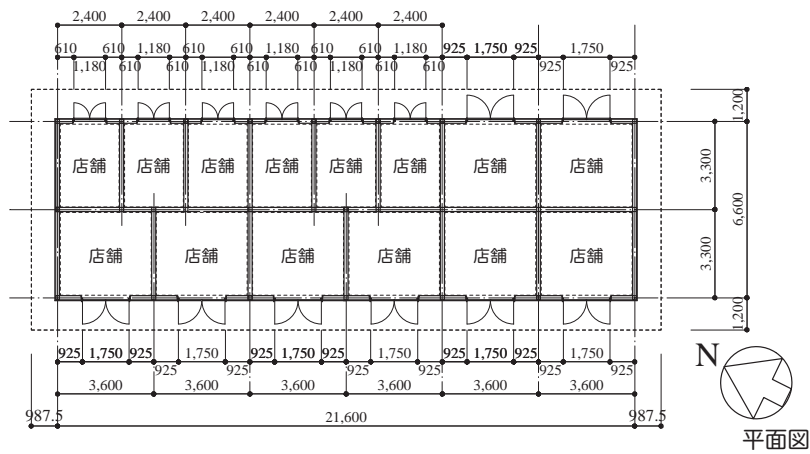 2,400 2,400 2,400 2,400 2,400 2,400
610 610 610 610 610 610 925 1,750 925 1,750
1,180 1,180 1,180 1,180 1,180 1,180
610 610 610 610 610 610 925 925
店舗 店舗 店舗 店舗 店舗 店舗 店舗 店舗
店舗 店舗 店舗 店舗 店舗 店舗
1,200
3,300
6,600
3,300
1,200
925 1,750 925 1,750 925 1,750 925 1,750 925 1,750 925 1,750
925 925 925 925 925 925
3,600 3,600 3,600 3,600 3,600 3,600
987.5 21,600 987.5
N
平面図